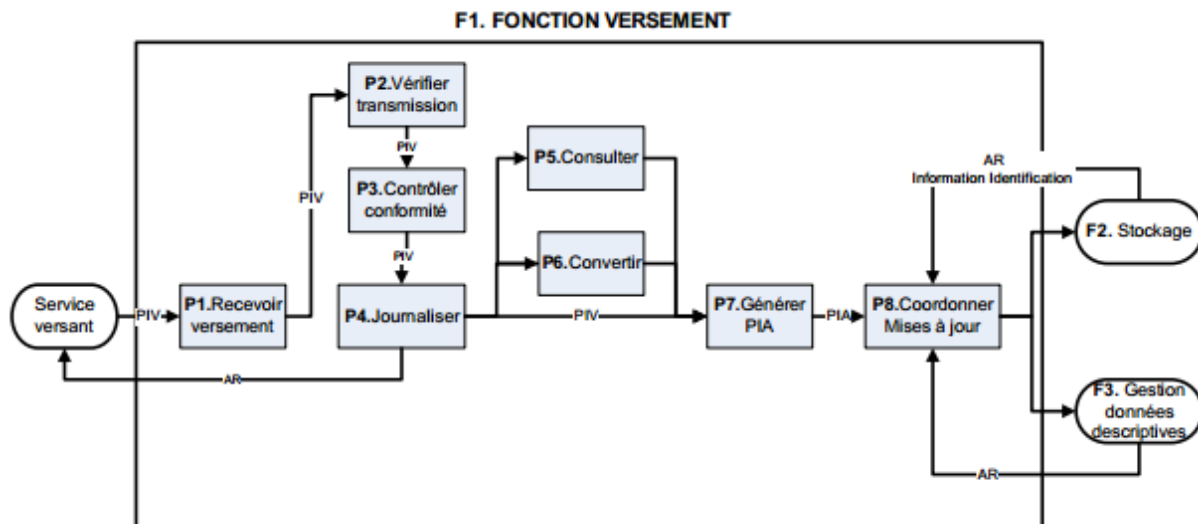 F1. FONCTION VERSEMENT
P2.Vérifier
transmission
PIV
P3.Contrôler
conformité
PIV
PIV
P4.Journaliser
Service
versant
PIV
P1.Recevoir
versement
AR
P5.Consulter
P6.Convertir
PIV
P7.Générer
PIA
PIA
P8.Coordonner
Mises à jour
AR
Information Identification
F2. Stockage
F3. Gestion
données
descriptives
AR